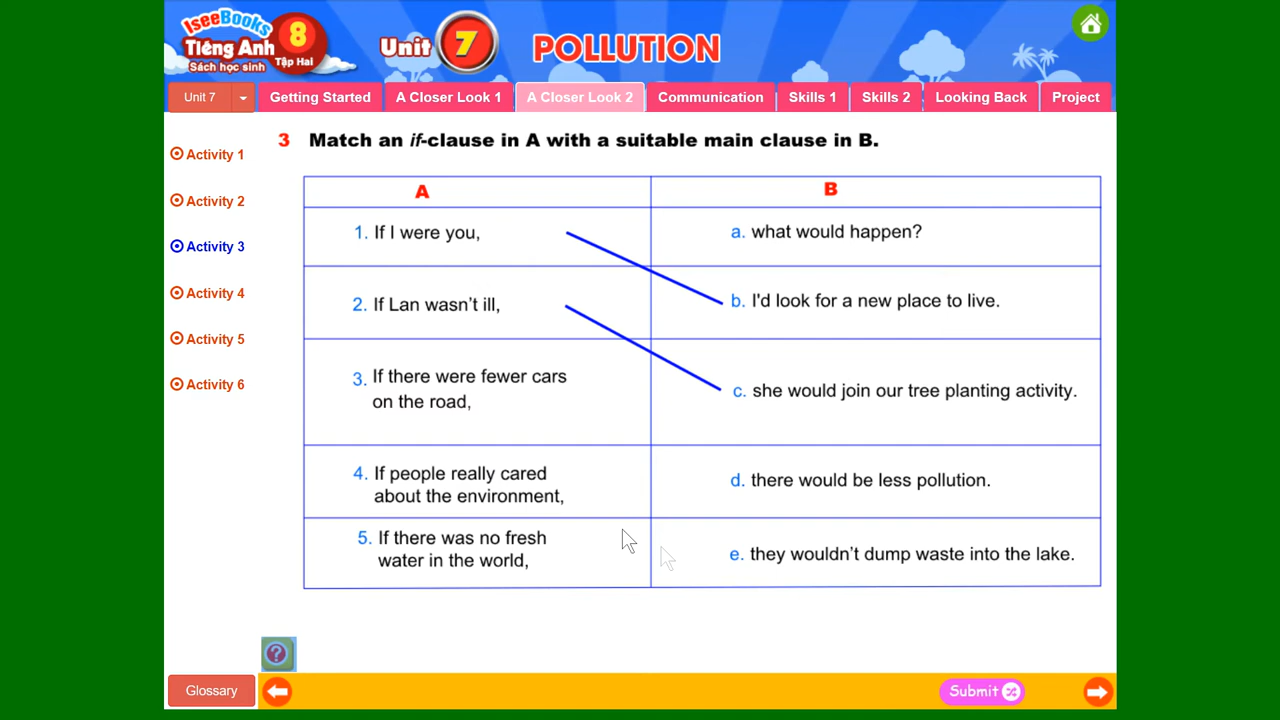 IseeBooks
Tiếng Anh 8
Sách học sinh Tập Hai
Unit 7 POLLUTION
Unit 7 Getting Started A Closer Look 1 A Closer Look 2 Communication Skills 1 Skills 2 Looking Back Project
Activity 1
Activity 2
Activity 3
Activity 4
Activity 5
Activity 6
3 Match an if-clause in A with a suitable main clause in B.
A B
1. If I were you,
a. what would happen?
2. If Lan wasn't ill,
b. I'd look for a new place to live.
3. If there were fewer cars
on the road,
c. she would join our tree planting activity.
4. If people really cared
about the environment,
d. there would be less pollution.
5. If there was no fresh
water in the world,
e. they wouldn't dump waste into the lake.
?
Glossary Submit